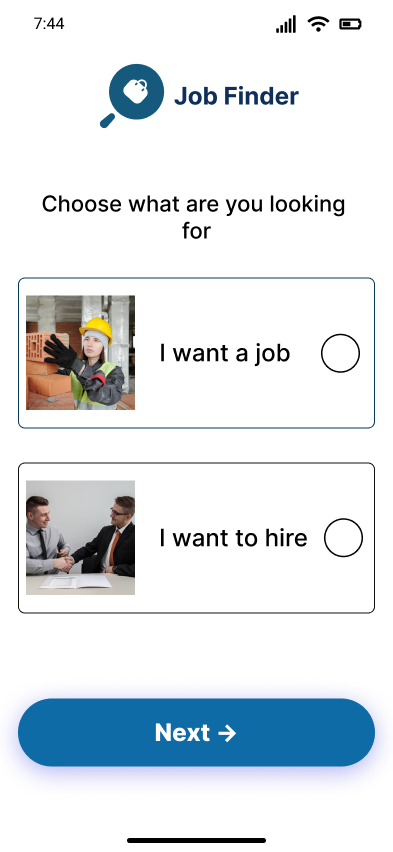 7:44
Job Finder
Choose what are you looking
for
I want a job
I want to hire
Next →